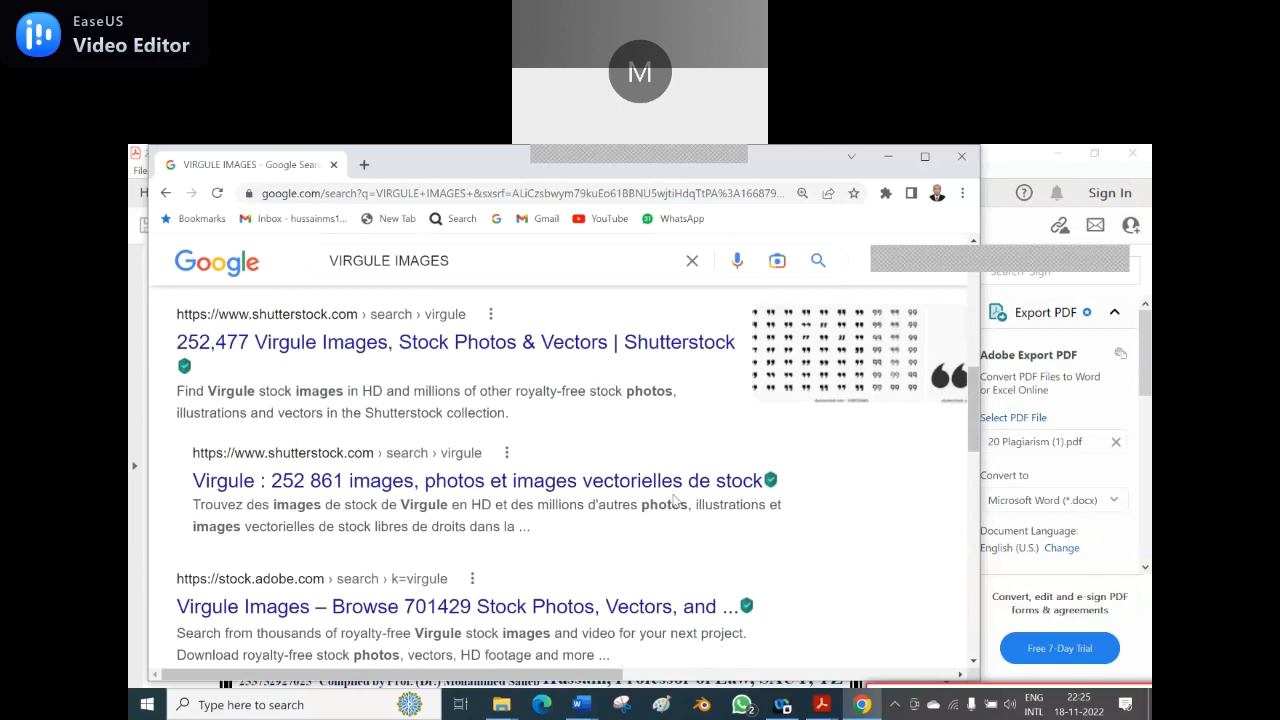 EaseUS
Video Editor
M
VIRGULE IMAGES - Google Sear
File
Sign In
google.com/search?q=VIRGULE+IMAGES+&sxsrf=ALiCzsbwym79kuEo61BBNU5wjtiHdqTtPA%3A166879...
Bookmarks
Inbox - hussainms1...
New Tab
Search
Gmail
YouTube
WhatsApp
Google
VIRGULE IMAGES
Search 'Sign'
https://www.shutterstock.com › search › virgule
252,477 Virgule Images, Stock Photos & Vectors | Shutterstock
Find Virgule stock images in HD and millions of other royalty-free stock photos,
illustrations and vectors in the Shutterstock collection.
https://www.shutterstock.com › search › virgule
Virgule : 252 861 images, photos et images vectorielles de stock
Trouvez des images de stock de Virgule en HD et des millions d'autres photos, illustrations et
images vectorielles de stock libres de droits dans la ...
https://stock.adobe.com › search › k=virgule
Virgule Images – Browse 701429 Stock Photos, Vectors, and ...
Search from thousands of royalty-free Virgule stock images and video for your next project.
Download royalty-free stock photos, vectors, HD footage and more ...
Export PDF
Adobe Export PDF
Convert PDF Files to Word
or Excel Online
Select PDF File
20 Plagiarism (1).pdf
Convert to
Microsoft Word (*.docx)
Document Language:
English (U.S.) Change
Convert, edit and e-sign PDF
forms & agreements
Free 7-Day Trial
Type here to search
2
ENG
INTL
22:25
18-11-2022